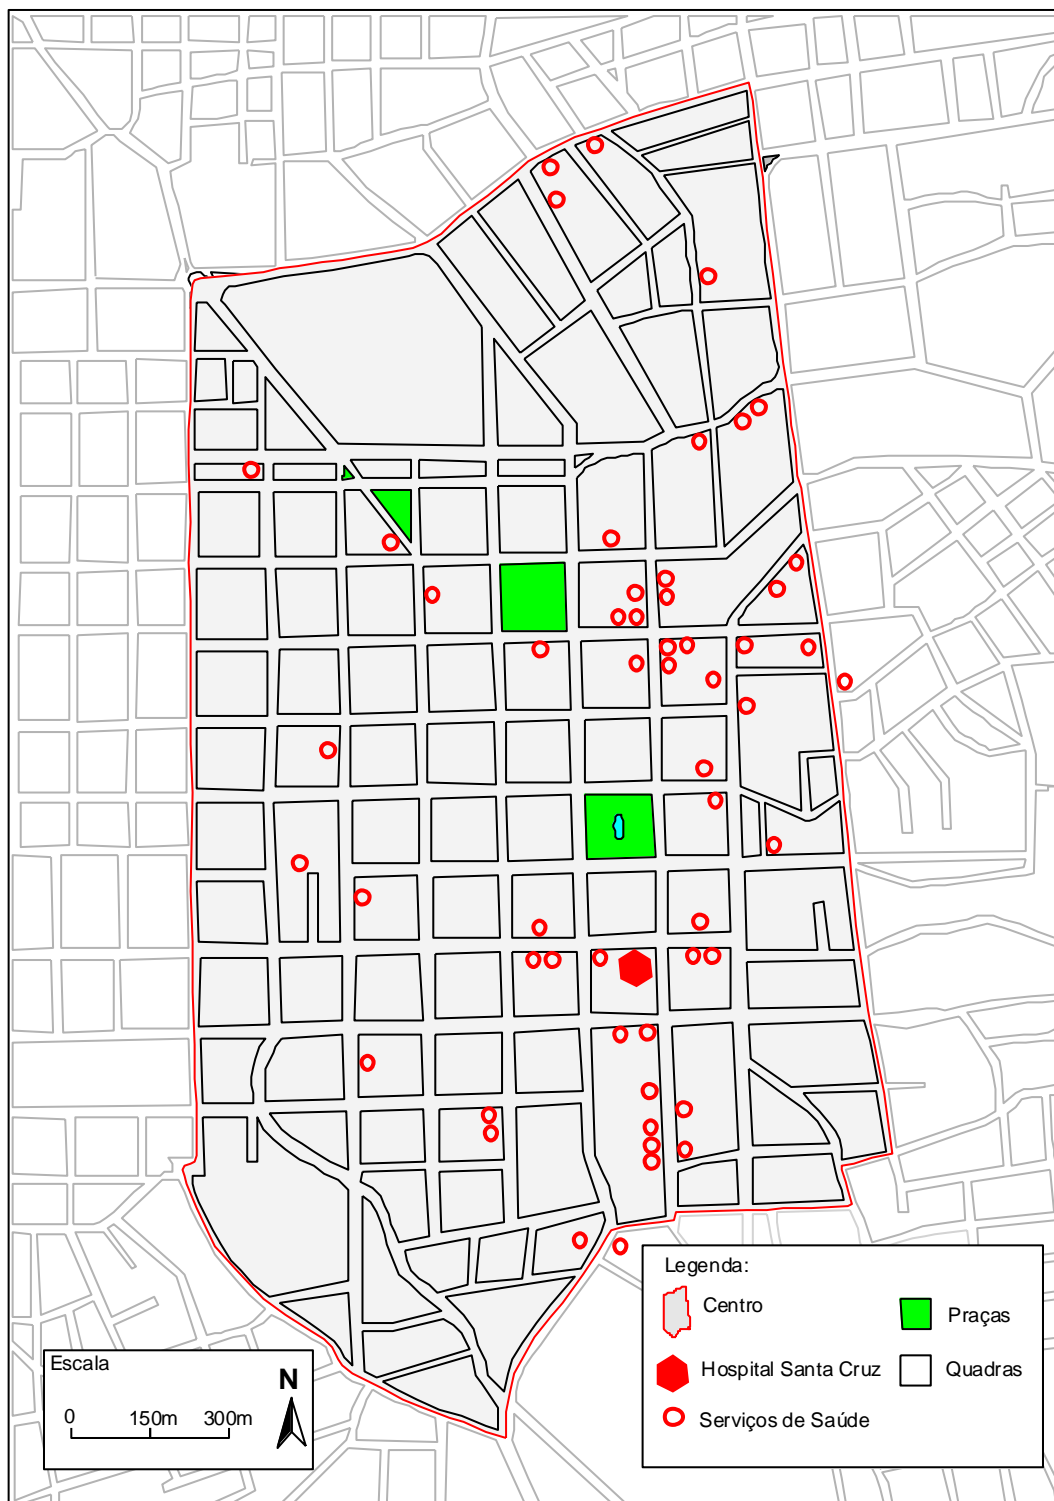 Legenda:
Centro
Praças
Hospital Santa Cruz
Quadras
Serviços de Saúde
Escala
N
0 150m 300m